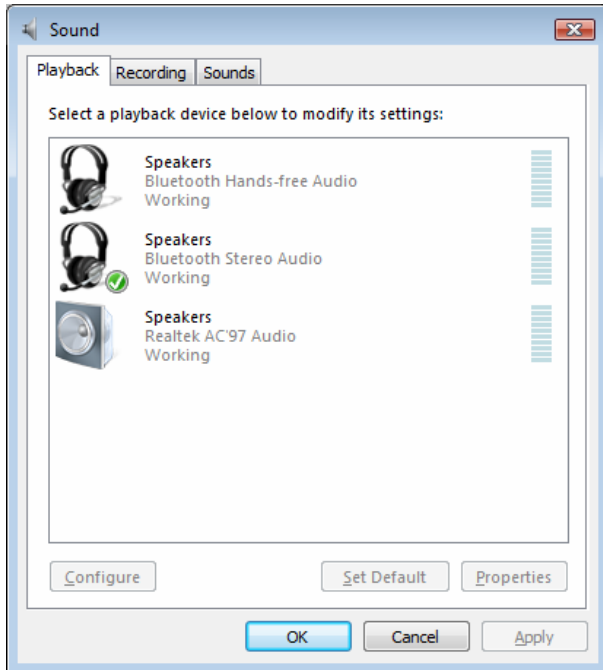 Sound
Playback Recording Sounds
Select a playback device below to modify its settings:
Speakers
Bluetooth Hands-free Audio
Working
Speakers
Bluetooth Stereo Audio
Working
Speakers
Realtek AC'97 Audio
Working
Configure Set Default Properties
OK Cancel Apply